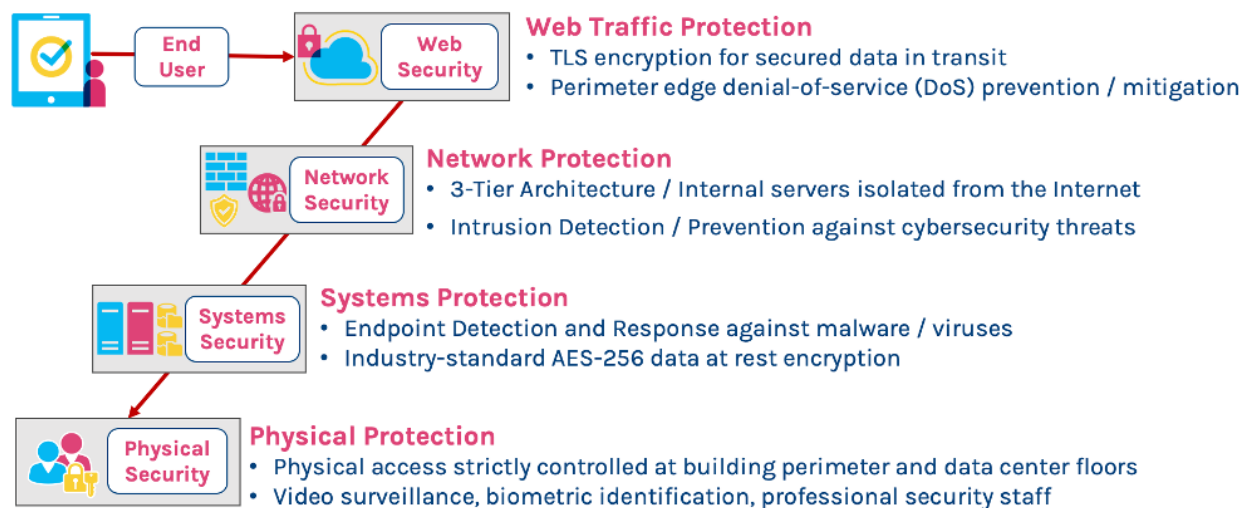 End
User
Web
Security
Web Traffic Protection
• TLS encryption for secured data in transit
• Perimeter edge denial-of-service (DoS) prevention / mitigation
Network
Security
Network Protection
• 3-Tier Architecture / Internal servers isolated from the Internet
• Intrusion Detection / Prevention against cybersecurity threats
Systems
Security
Systems Protection
• Endpoint Detection and Response against malware / viruses
• Industry-standard AES-256 data at rest encryption
Physical
Security
Physical Protection
• Physical access strictly controlled at building perimeter and data center floors
• Video surveillance, biometric identification, professional security staff